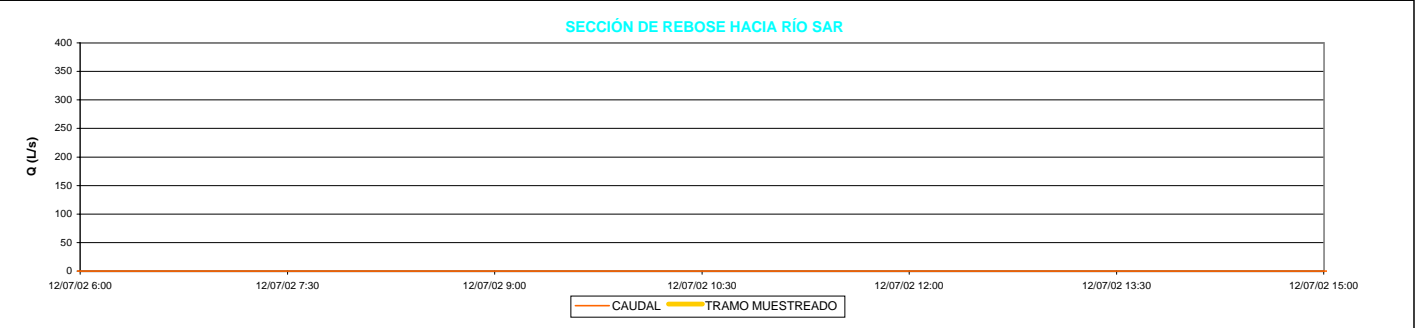 SECCIÓN DE REBOSE HACIA RÍO SAR
400
350
300
250
200
150
100
50
0
Q (L/s)
12/07/02 6:00 12/07/02 7:30 12/07/02 9:00 12/07/02 10:30 12/07/02 12:00 12/07/02 13:30 12/07/02 15:00
CAUDAL TRAMO MUESTREADO